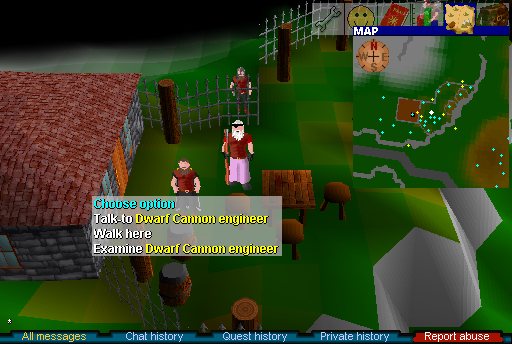 MAP
N
W E
S
Choose option
Talk-to Dwarf Cannon engineer
Walk here
Examine Dwarf Cannon engineer
*
All messages Chat history Quest history Private history Report abuse